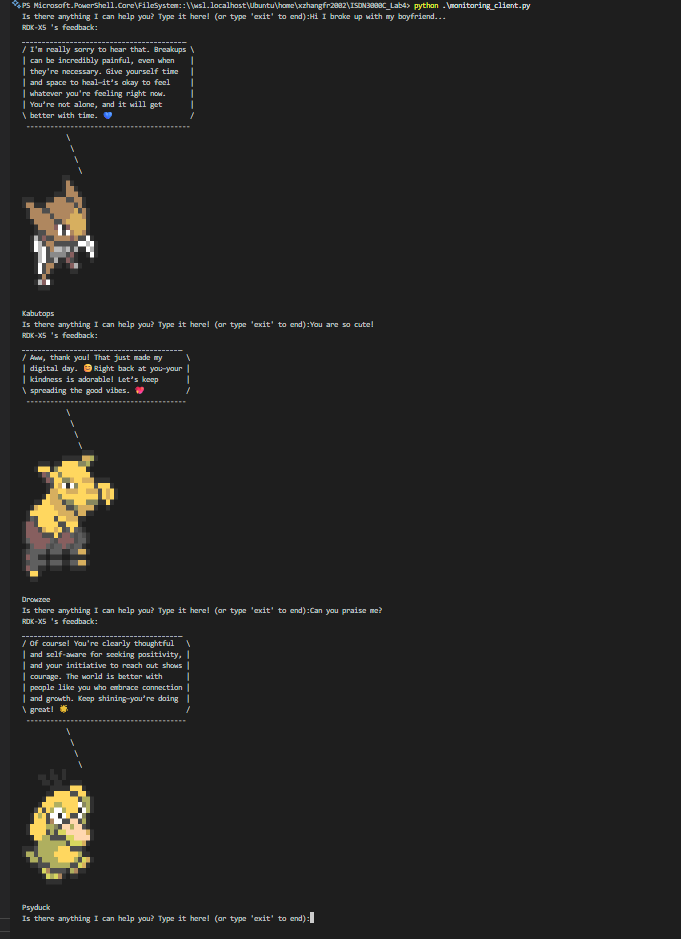 PS Microsoft.PowerShell.Core\FileSystem::\\wsl.localhost\Ubuntu\home\xzhangfr2002\ISDN3000C_Lab4> python .\monitoring_client.py
Is there anything I can help you? Type it here! (or type 'exit' to end):Hi I broke up with my boyfriend...
RDK-X5 's feedback:
/ I'm really sorry to hear that. Breakups \
| can be incredibly painful, even when |
| they're necessary. Give yourself time |
| and space to heal—it's okay to feel |
| whatever you're feeling right now. |
| You're not alone, and it will get |
\ better with time. 💙 /
Kabutops
Is there anything I can help you? Type it here! (or type 'exit' to end):You are so cute!
RDK-X5 's feedback:
/ Aww, thank you! That just made my \
| digital day. 😊 Right back at you—your |
| kindness is adorable! Let's keep |
\ spreading the good vibes. 💖 /
Drowzee
Is there anything I can help you? Type it here! (or type 'exit' to end):Can you praise me?
RDK-X5 's feedback:
/ Of course! You're clearly thoughtful \
| and self-aware for seeking positivity, |
| and your initiative to reach out shows |
| courage. The world is better with |
| people like you who embrace connection |
| and growth. Keep shining—you're doing |
\ great! 🌟 /
Psyduck
Is there anything I can help you? Type it here! (or type 'exit' to end):